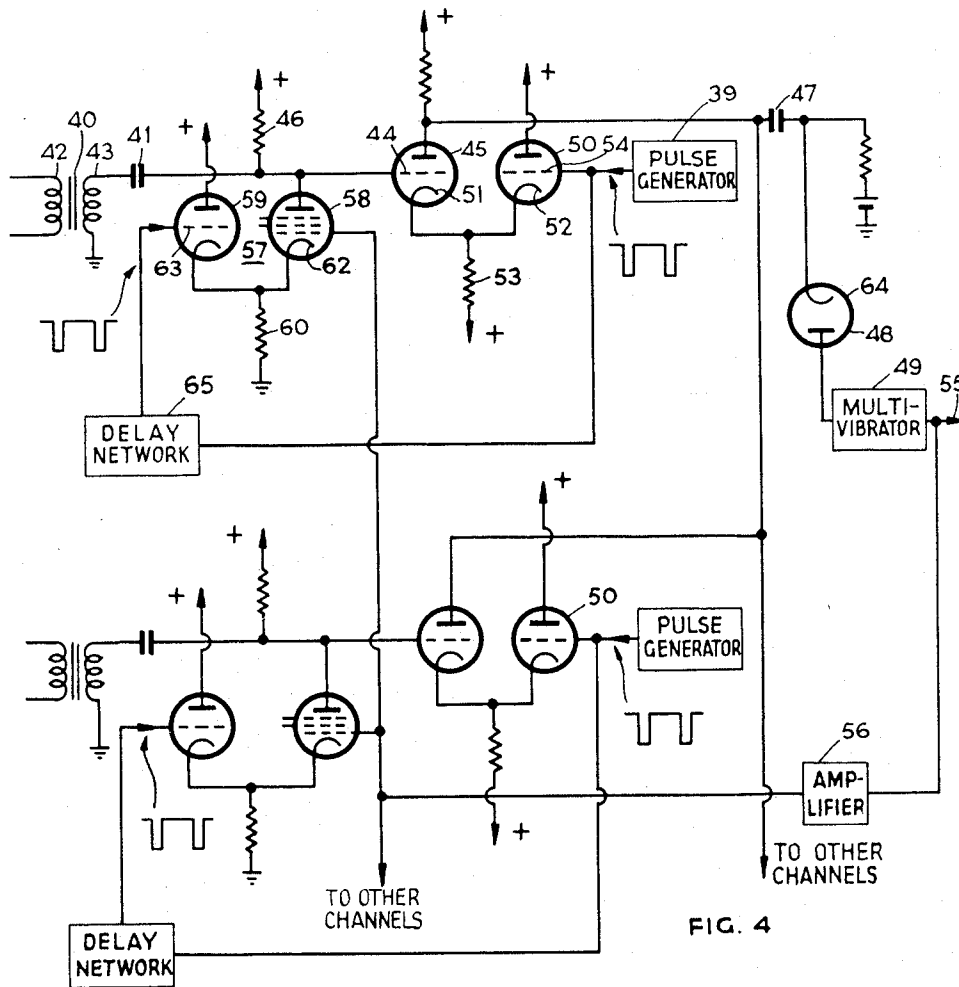 40
42
43
41
+
46
+
44
45
51
+
50
54
52
39
PULSE
GENERATOR
47
+
59
58
63
57
62
60
53
+
64
48
49
MULTI-
VIBRATOR
55
65
DELAY
NETWORK
+
+
+
50
PULSE
GENERATOR
+
56
AMP-
LIFIER
TO OTHER
CHANNELS
TO OTHER
CHANNELS
DELAY
NETWORK
FIG. 4